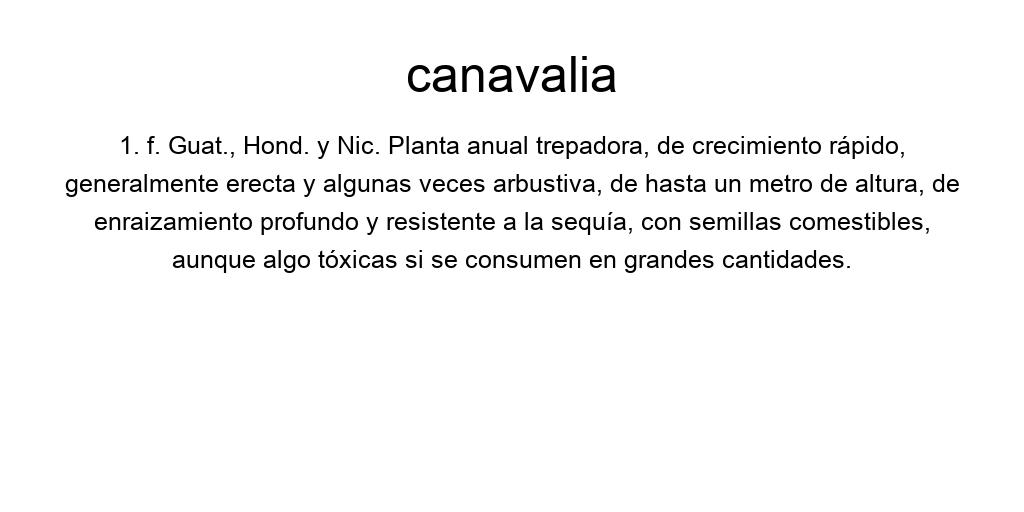 canavalia
1. f. Guat., Hond. y Nic. Planta anual trepadora, de crecimiento rápido,
generalmente erecta y algunas veces arbustiva, de hasta un metro de altura, de
enraizamiento profundo y resistente a la sequía, con semillas comestibles,
aunque algo tóxicas si se consumen en grandes cantidades.